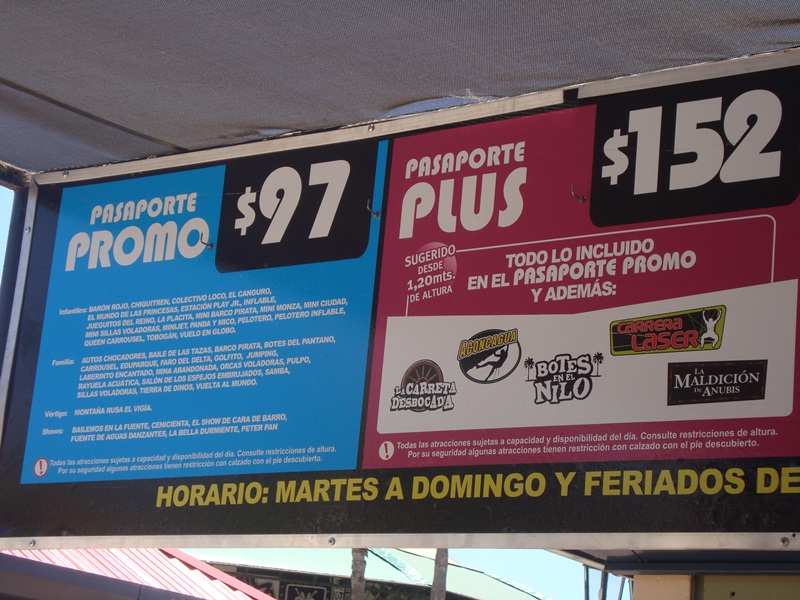 PASAPORTE
PROMO
$97
Infantiles: BARÓN ROJO, CHIQUITREN, COLECTIVO LOCO, EL CANGURO,
EL MUNDO DE LAS PRINCESAS, ESTACIÓN PLAY JR., INFLABLE,
JUEGUITOS DEL REINO, LA PLACITA, MINI BARCO PIRATA, MINI MONZA, MINI CIUDAD,
MINI SILLAS VOLADORAS, MINIJET, PANDA Y MICO, PELOTERO, PELOTERO INFLABLE,
QUEEN CARROUSEL, TOBOGÁN, VUELO EN GLOBO.
Familia: AUTOS CHOCADORES, BAILE DE LAS TAZAS, BARCO PIRATA, BOTES DEL PANTANO,
CARROUSEL, EDUPARQUE, FARO DEL DELTA, GOLFITO, JUMPING,
LABERINTO ENCANTADO, MINA ABANDONADA, ORCAS VOLADORAS, PULPO,
RAYUELA ACUÁTICA, SALÓN DE LOS ESPEJOS EMBRUJADOS, SAMBA,
SILLAS VOLADORAS, TIERRA DE DINOS, VUELTA AL MUNDO.
Vértigo: MONTAÑA RUSA EL VIGÍA.
Shows: BAILEMOS EN LA FUENTE, CENICIENTA, EL SHOW DE CARA DE BARRO,
FUENTE DE AGUAS DANZANTES, LA BELLA DURMIENTE, PETER PAN
! Todas las atracciones sujetas a capacidad y disponibilidad del día. Consulte restricciones de altura.
Por su seguridad algunas atracciones tienen restricción con calzado con el pie descubierto.
PASAPORTE
PLUS
$152
SUGERIDO
DESDE
1,20mts.
DE ALTURA
TODO LO INCLUIDO
EN EL PASAPORTE PROMO
Y ADEMÁS:
LA CARRETA
DESBOCADA
ACONCAGUA
BOTES
EN EL
NILO
CARRERA
LASER
LA
MALDICIÓN
DE ANUBIS
! Todas las atracciones sujetas a capacidad y disponibilidad del día. Consulte restricciones de altura.
Por su seguridad algunas atracciones tienen restricción con calzado con el pie descubierto.
HORARIO: MARTES A DOMINGO Y FERIADOS DE